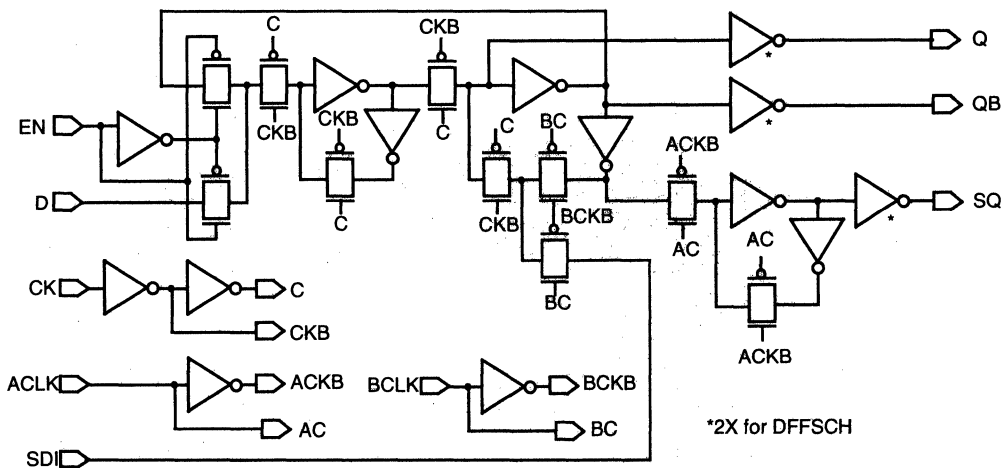 C
CKB
Q
CKB
C
CKB
C
BC
QB
EN
ACKB
D
C
CKB
BCKB
SQ
AC
AC
BC
CK
C
CKB
ACKB
ACLK
ACKB
BCLK
BCKB
AC
BC
*2X for DFFSCH
SDI
*
*
*